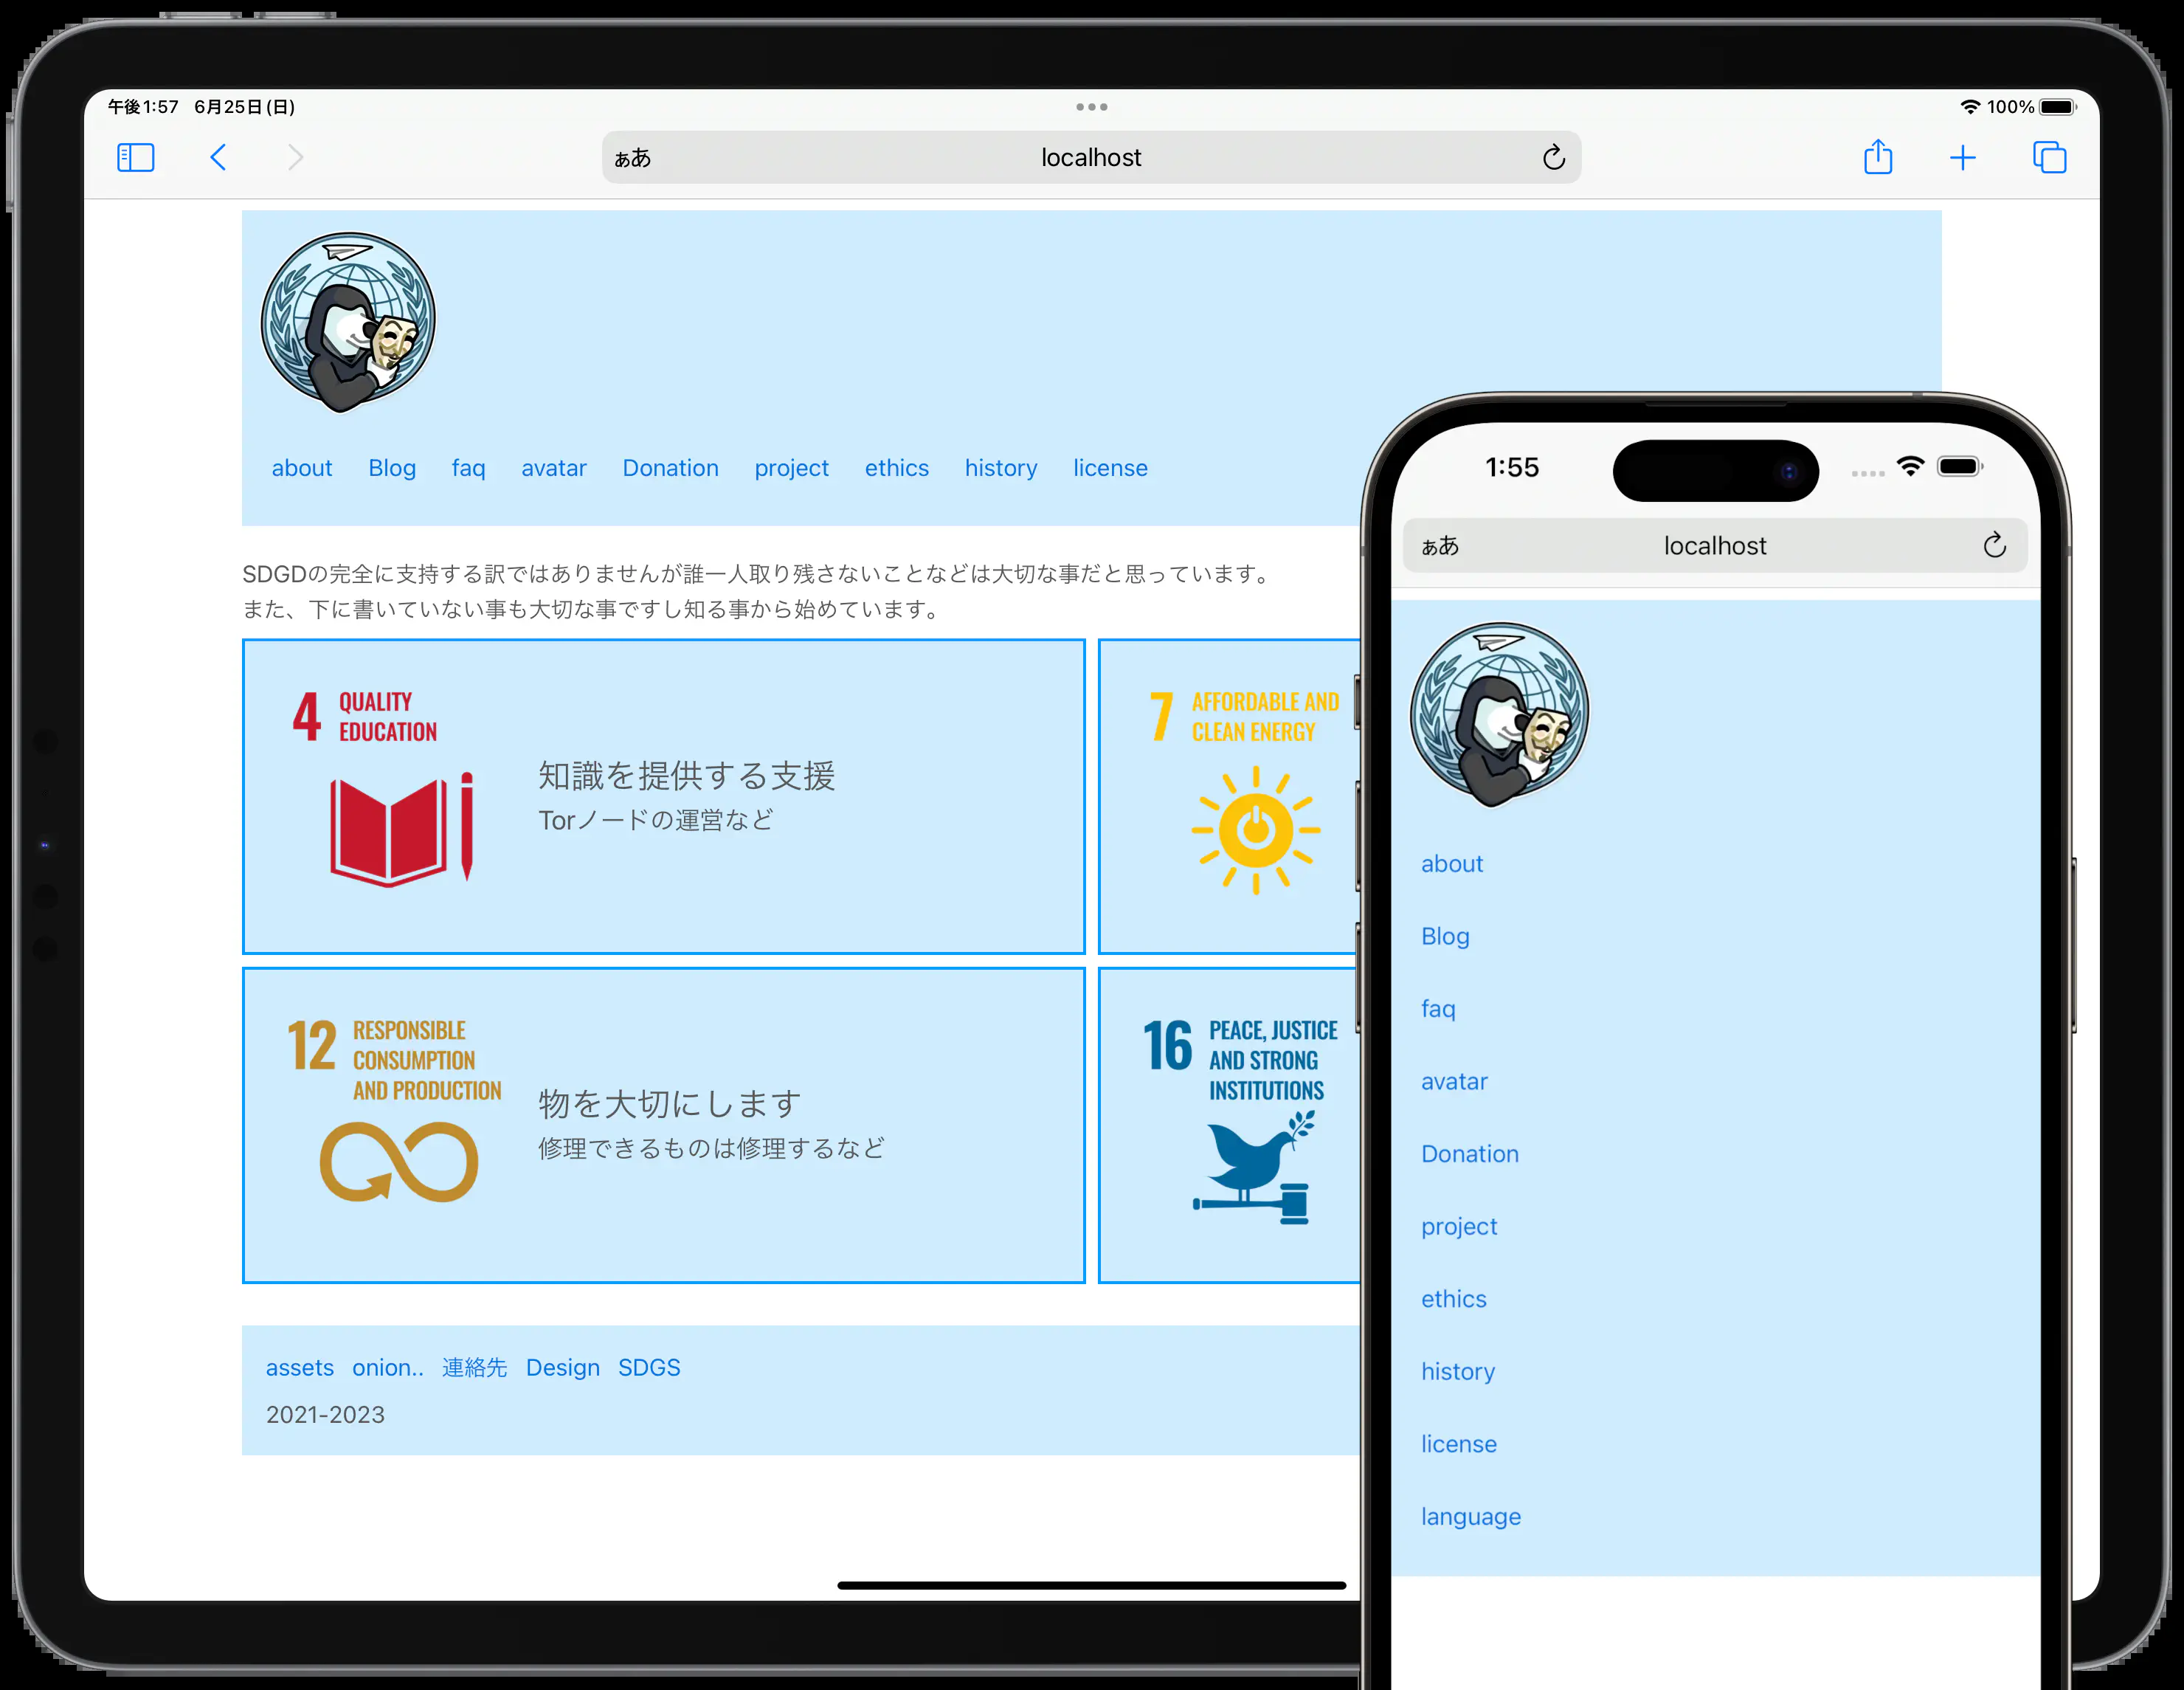 午後1:57 6月25日(日)
100%
ぁあ localhost
about Blog faq avatar Donation project ethics history license
SDGDの完全に支持する訳ではありませんが誰一人取り残さないことなどは大切な事だと思っています。
また、下に書いていない事も大切な事ですし知る事から始めています。
4 QUALITY
EDUCATION
知識を提供する支援
Torノードの運営など
7 AFFORDABLE AND
CLEAN ENERGY
12 RESPONSIBLE
CONSUMPTION
AND PRODUCTION
物を大切にします
修理できるものは修理するなど
16 PEACE, JUSTICE
AND STRONG
INSTITUTIONS
assets onion.. 連絡先 Design SDGS
2021-2023
1:55
ぁあ localhost
about
Blog
faq
avatar
Donation
project
ethics
history
license
language